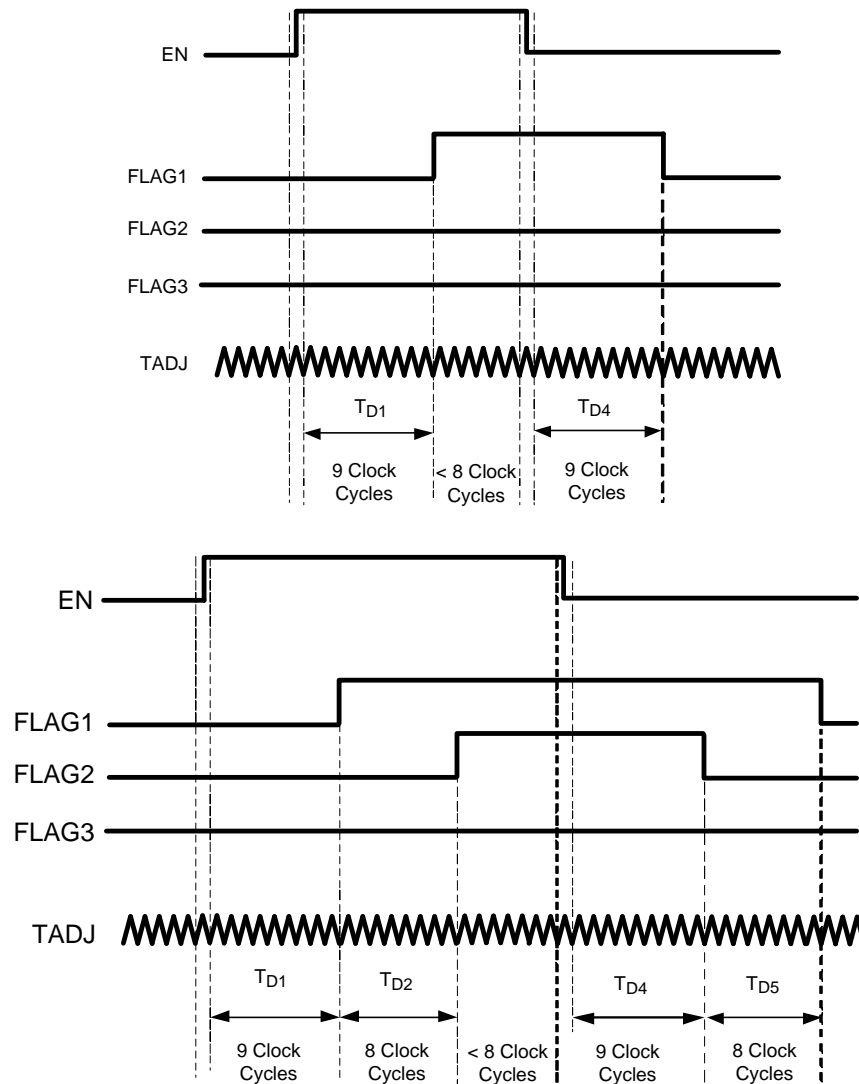 EN
FLAG1
FLAG2
FLAG3
TADJ
TD1
TD4
9 Clock
Cycles
< 8 Clock
Cycles
9 Clock
Cycles
EN
FLAG1
FLAG2
FLAG3
TADJ
TD1
TD2
TD4
TD5
9 Clock
Cycles
8 Clock
Cycles
< 8 Clock
Cycles
9 Clock
Cycles
8 Clock
Cycles